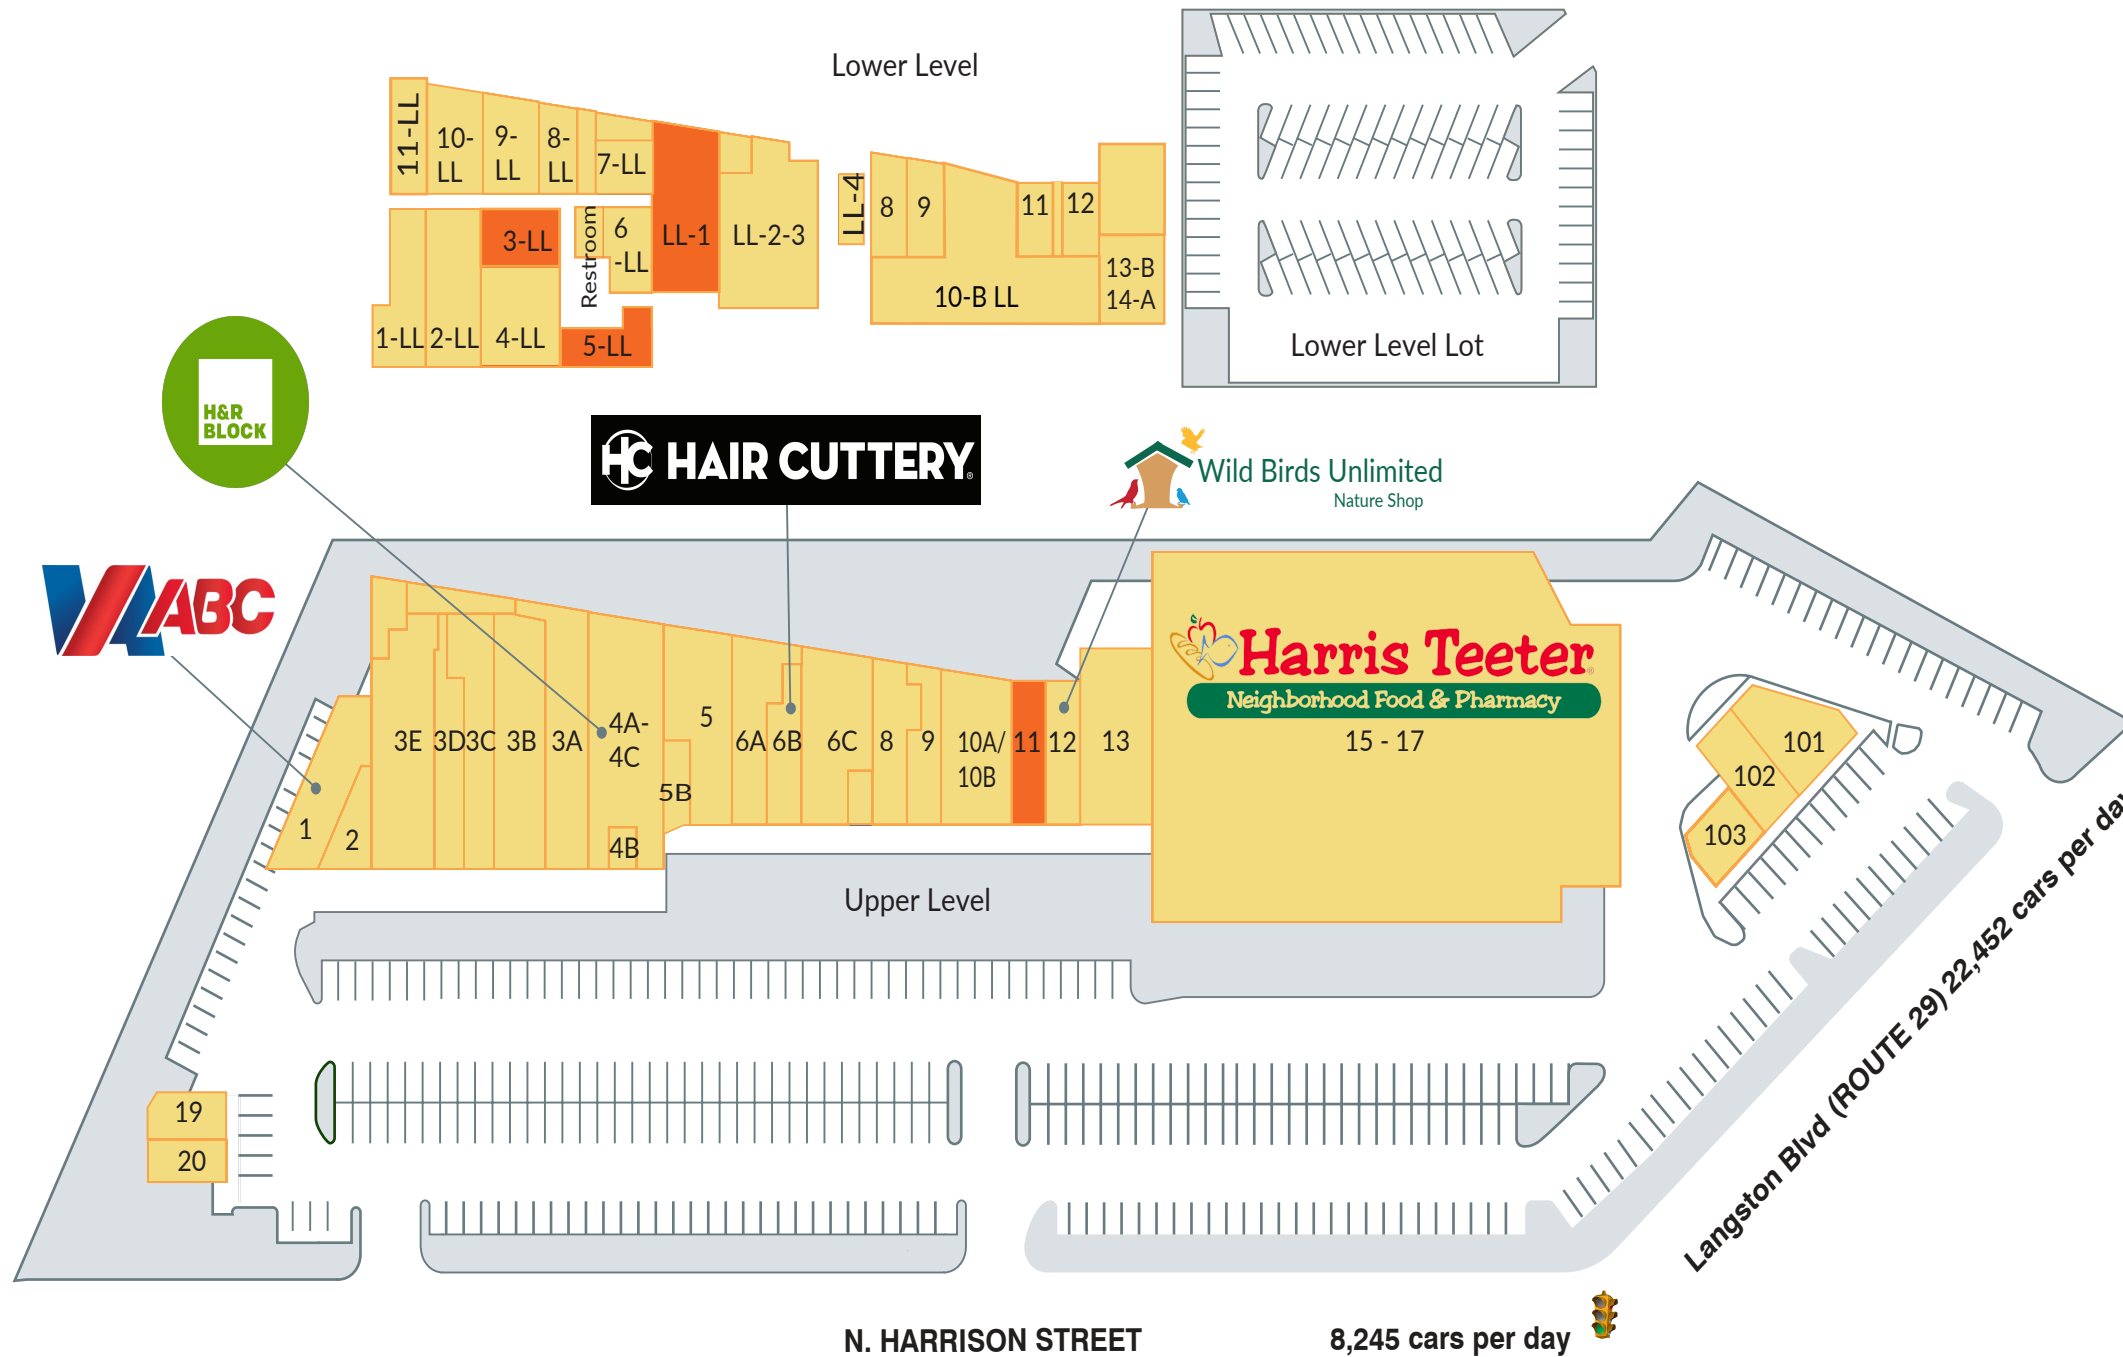 Lower Level
11-LL
10-
LL
9-
LL
8-
LL
7-LL
Restroom
6
-LL
LL-1
LL-2-3
LL-4
8
9
11
12
13-B
14-A
10-B LL
3-LL
1-LL
2-LL
4-LL
5-LL
Lower Level Lot
H&R
BLOCK
HC HAIR CUTTERY®
Wild Birds Unlimited
Nature Shop
VA ABC
Harris Teeter
Neighborhood Food & Pharmacy
15 - 17
1
2
3E
3D
3C
3B
3A
4A-
4C
4B
5
5B
6A
6B
6C
8
9
10A/
10B
11
12
13
101
102
103
Upper Level
19
20
Langston Blvd (ROUTE 29) 22,452 cars per day
N. HARRISON STREET
8,245 cars per day